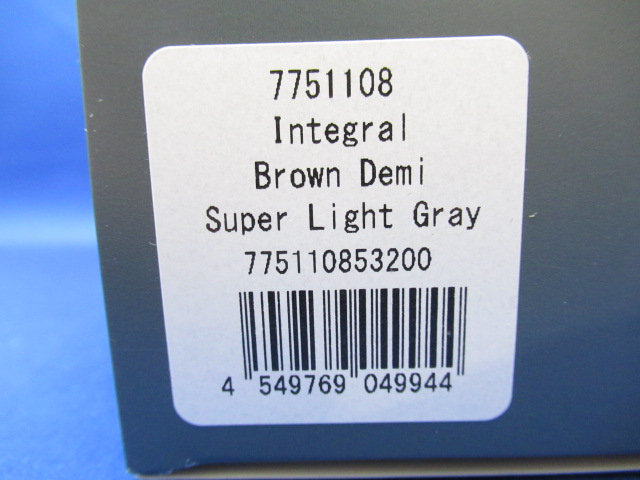 7751108
Integral
Brown Demi
Super Light Gray
775110853200
4 549769 049944